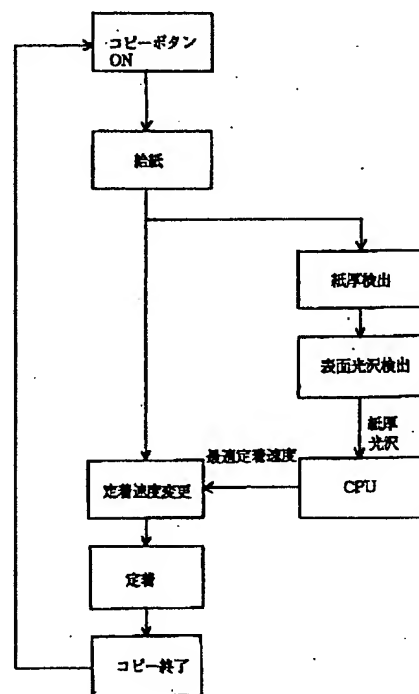 コピーボタン
ON
給紙
紙厚検出
表面光沢検出
紙厚
光沢
最適定着速度
定着速度変更
CPU
定着
コピー終了